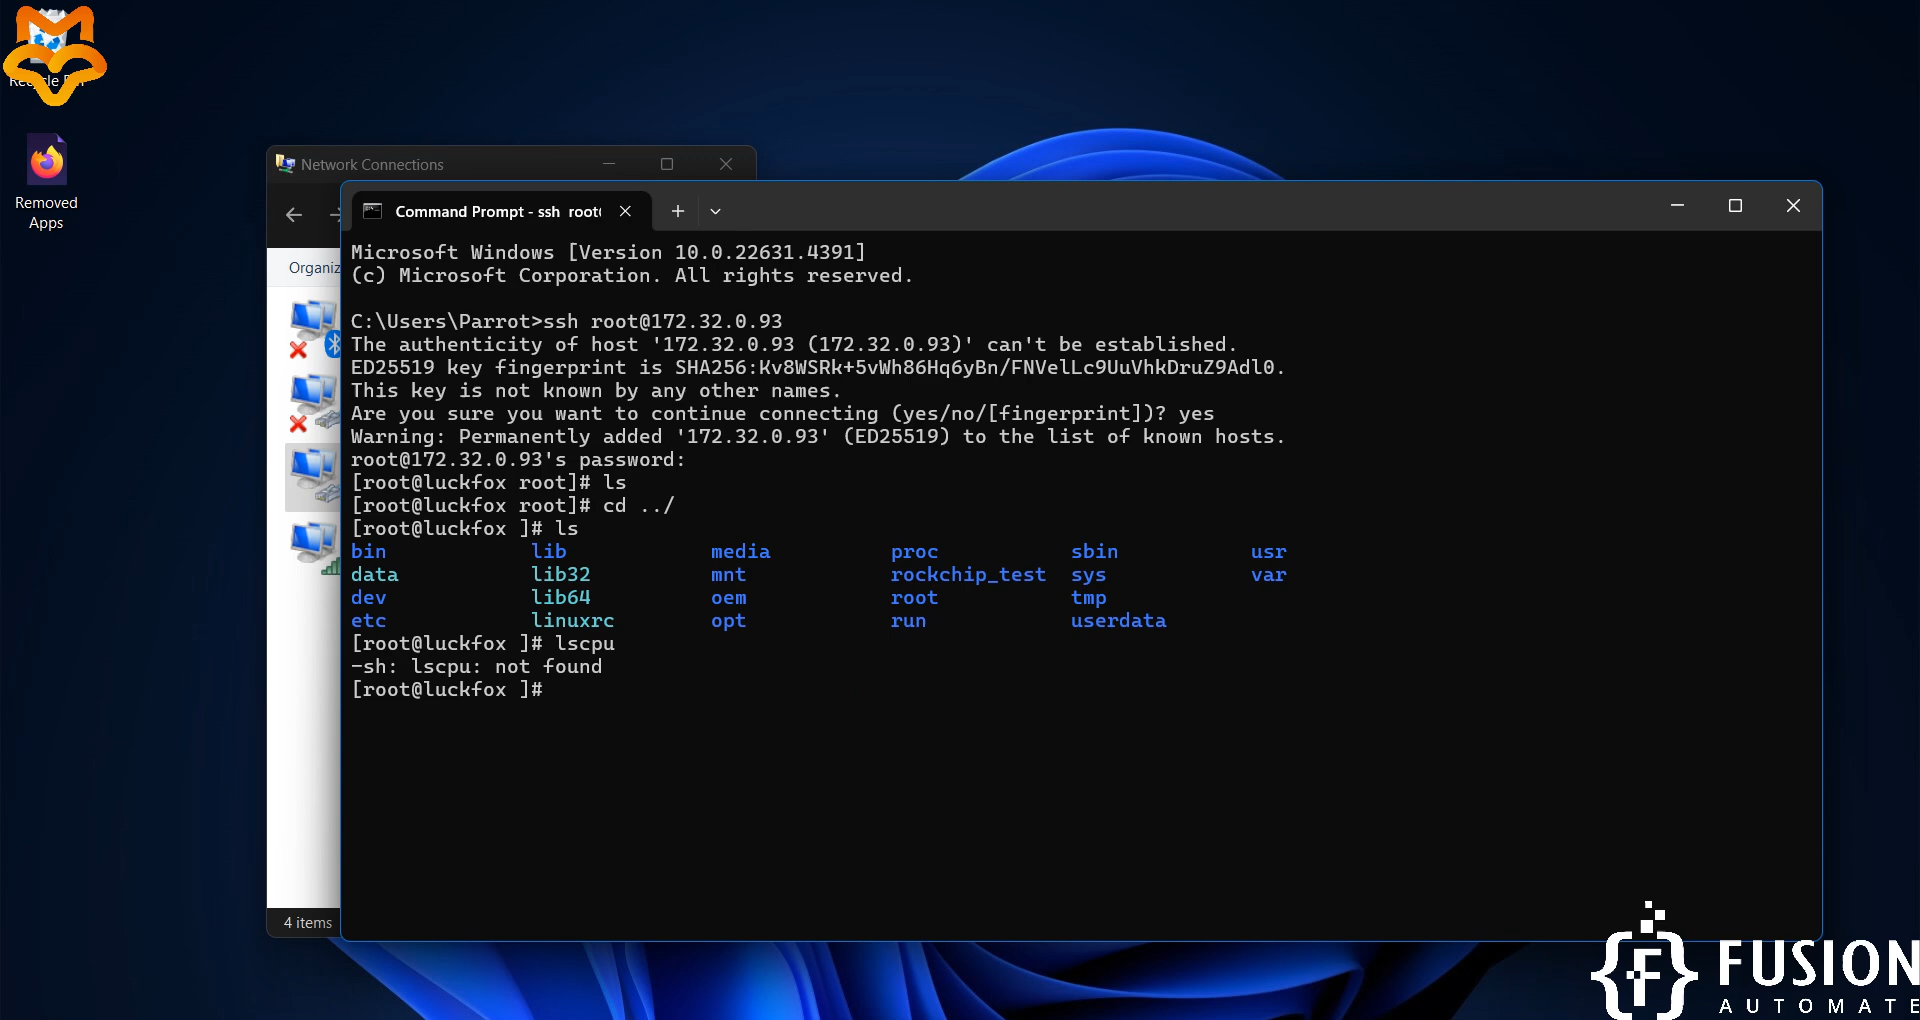 Removed
Apps
Network Connections
Command Prompt - ssh root(
Organiz
Microsoft Windows [Version 10.0.22631.4391]
(c) Microsoft Corporation. All rights reserved.
C:\Users\Parrot>ssh root@172.32.0.93
The authenticity of host '172.32.0.93 (172.32.0.93)' can't be established.
ED25519 key fingerprint is SHA256:Kv8WSRk+5vWh86Hq6yBn/FNVelLc9UuVhkDruZ9Adl0.
This key is not known by any other names.
Are you sure you want to continue connecting (yes/no/[fingerprint])? yes
Warning: Permanently added '172.32.0.93' (ED25519) to the list of known hosts.
root@172.32.0.93's password:
[root@luckfox root]# ls
[root@luckfox root]# cd ../
[root@luckfox ]# ls
bin lib media proc sbin usr
data lib32 mnt rockchip_test sys var
dev lib64 oem root tmp
etc linuxrc opt run userdata
[root@luckfox ]# lscpu
-sh: lscpu: not found
[root@luckfox ]#
4 items
FUSION
AUTOMATE